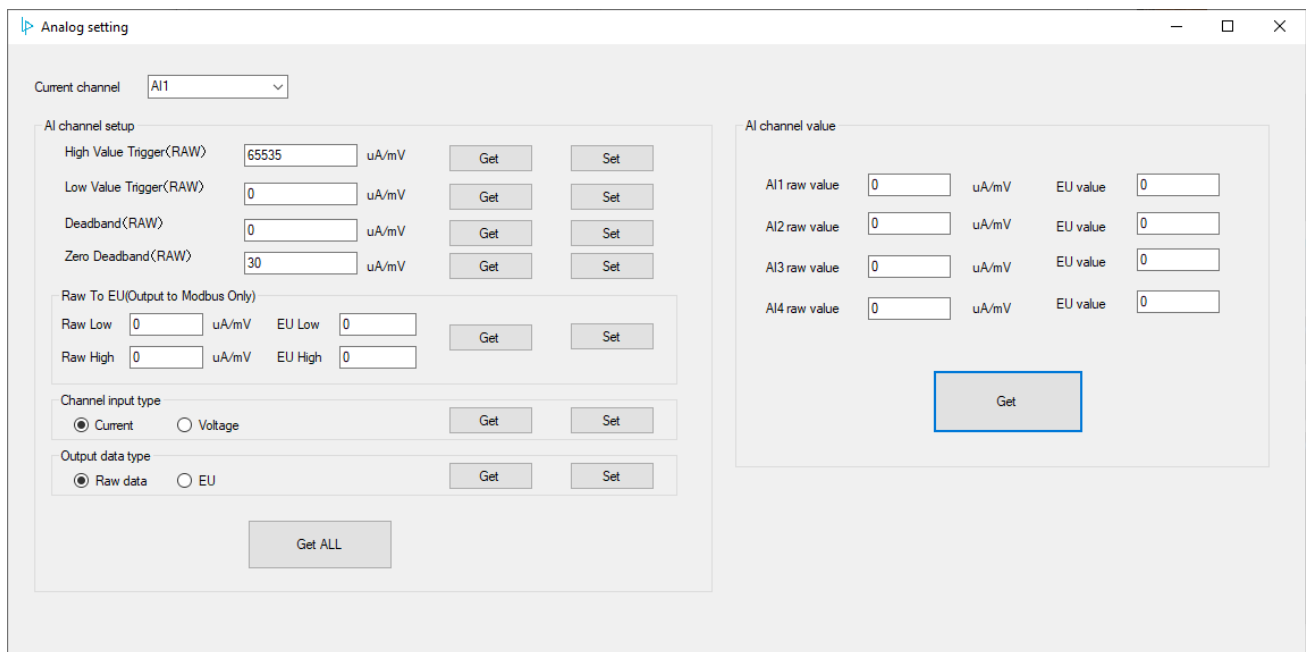 Analog setting
Current channel AI1
AI channel setup
High Value Trigger(RAW) 65535 uA/mV Get Set
Low Value Trigger(RAW) 0 uA/mV Get Set
Deadband(RAW) 0 uA/mV Get Set
Zero Deadband(RAW) 30 uA/mV Get Set
Raw To EU(Output to Modbus Only)
Raw Low 0 uA/mV EU Low 0
Get Set
Raw High 0 uA/mV EU High 0
Channel input type
Current Voltage Get Set
Output data type
Raw data EU Get Set
Get ALL
AI channel value
AI1 raw value 0 uA/mV EU value 0
AI2 raw value 0 uA/mV EU value 0
AI3 raw value 0 uA/mV EU value 0
AI4 raw value 0 uA/mV EU value 0
Get